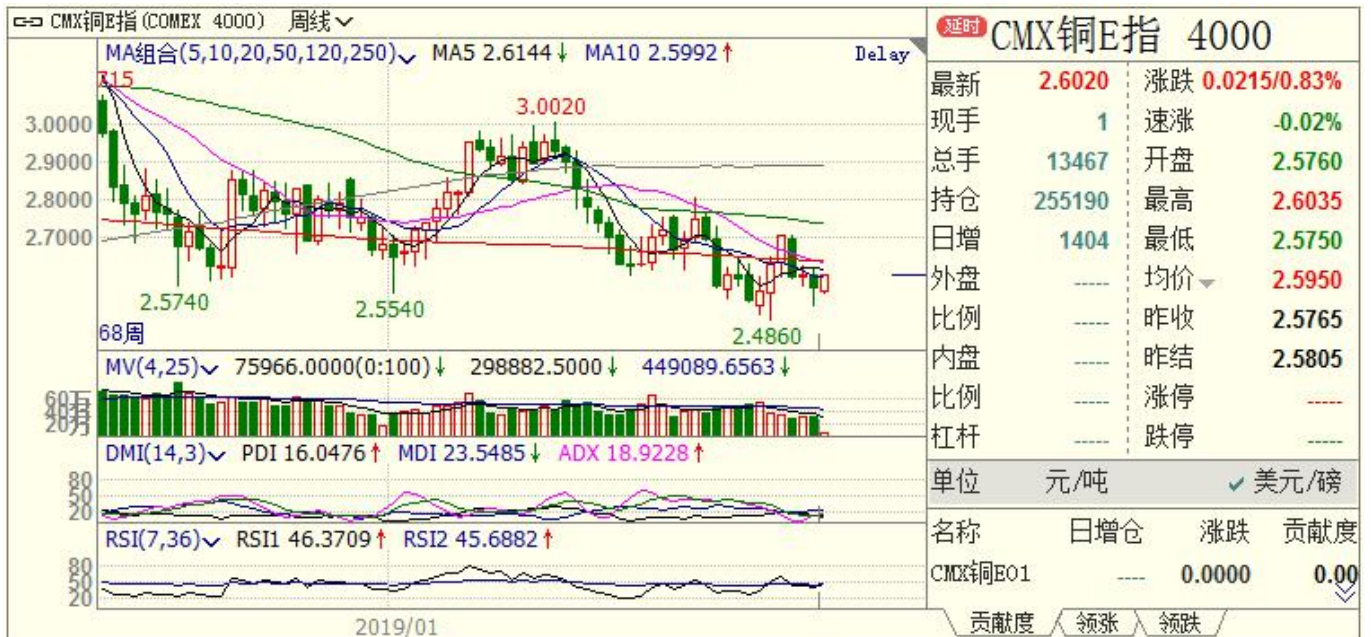 CMX铜E指(COMEX 4000) 周线
MA组合(5,10,20,50,120,250) MA5 2.6144↓ MA10 2.5992↑ Delay
715
3.0000
2.9000
2.8000
2.7000
3.0020
2.5740
2.5540
2.4860
68周
MV(4,25) 75966.0000(0:100)↓ 298882.5000↓ 449089.6563↓
60万
40万
20万
DMI(14,3) PDI 16.0476↑ MDI 23.5485↓ ADX 18.9228↑
80
50
20
RSI(7,36) RSI1 46.3709↑ RSI2 45.6882↑
80
50
20
2019/01
延时 CMX铜E指 4000
最新 2.6020 涨跌 0.0215/0.83%
现手 1 速涨 -0.02%
总手 13467 开盘 2.5760
持仓 255190 最高 2.6035
日增 1404 最低 2.5750
外盘 ---- 均价 2.5950
比例 ---- 昨收 2.5765
内盘 ---- 昨结 2.5805
比例 ---- 涨停 ----
杠杆 ---- 跌停 ----
单位 元/吨 ✓ 美元/磅
名称 日增仓 涨跌 贡献度
CMX铜E01 ---- 0.0000 0.00
贡献度 领涨 领跌